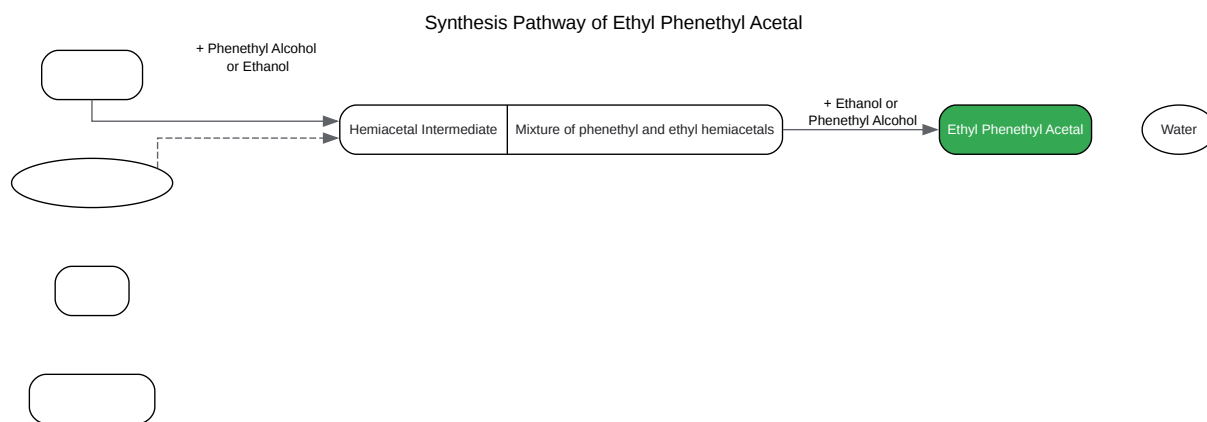 Synthesis Pathway of Ethyl Phenethyl Acetal
+ Phenethyl Alcohol
or Ethanol
Hemiacetal Intermediate
Mixture of phenethyl and ethyl hemiacetals
+ Ethanol or
Phenethyl Alcohol
Ethyl Phenethyl Acetal
Water